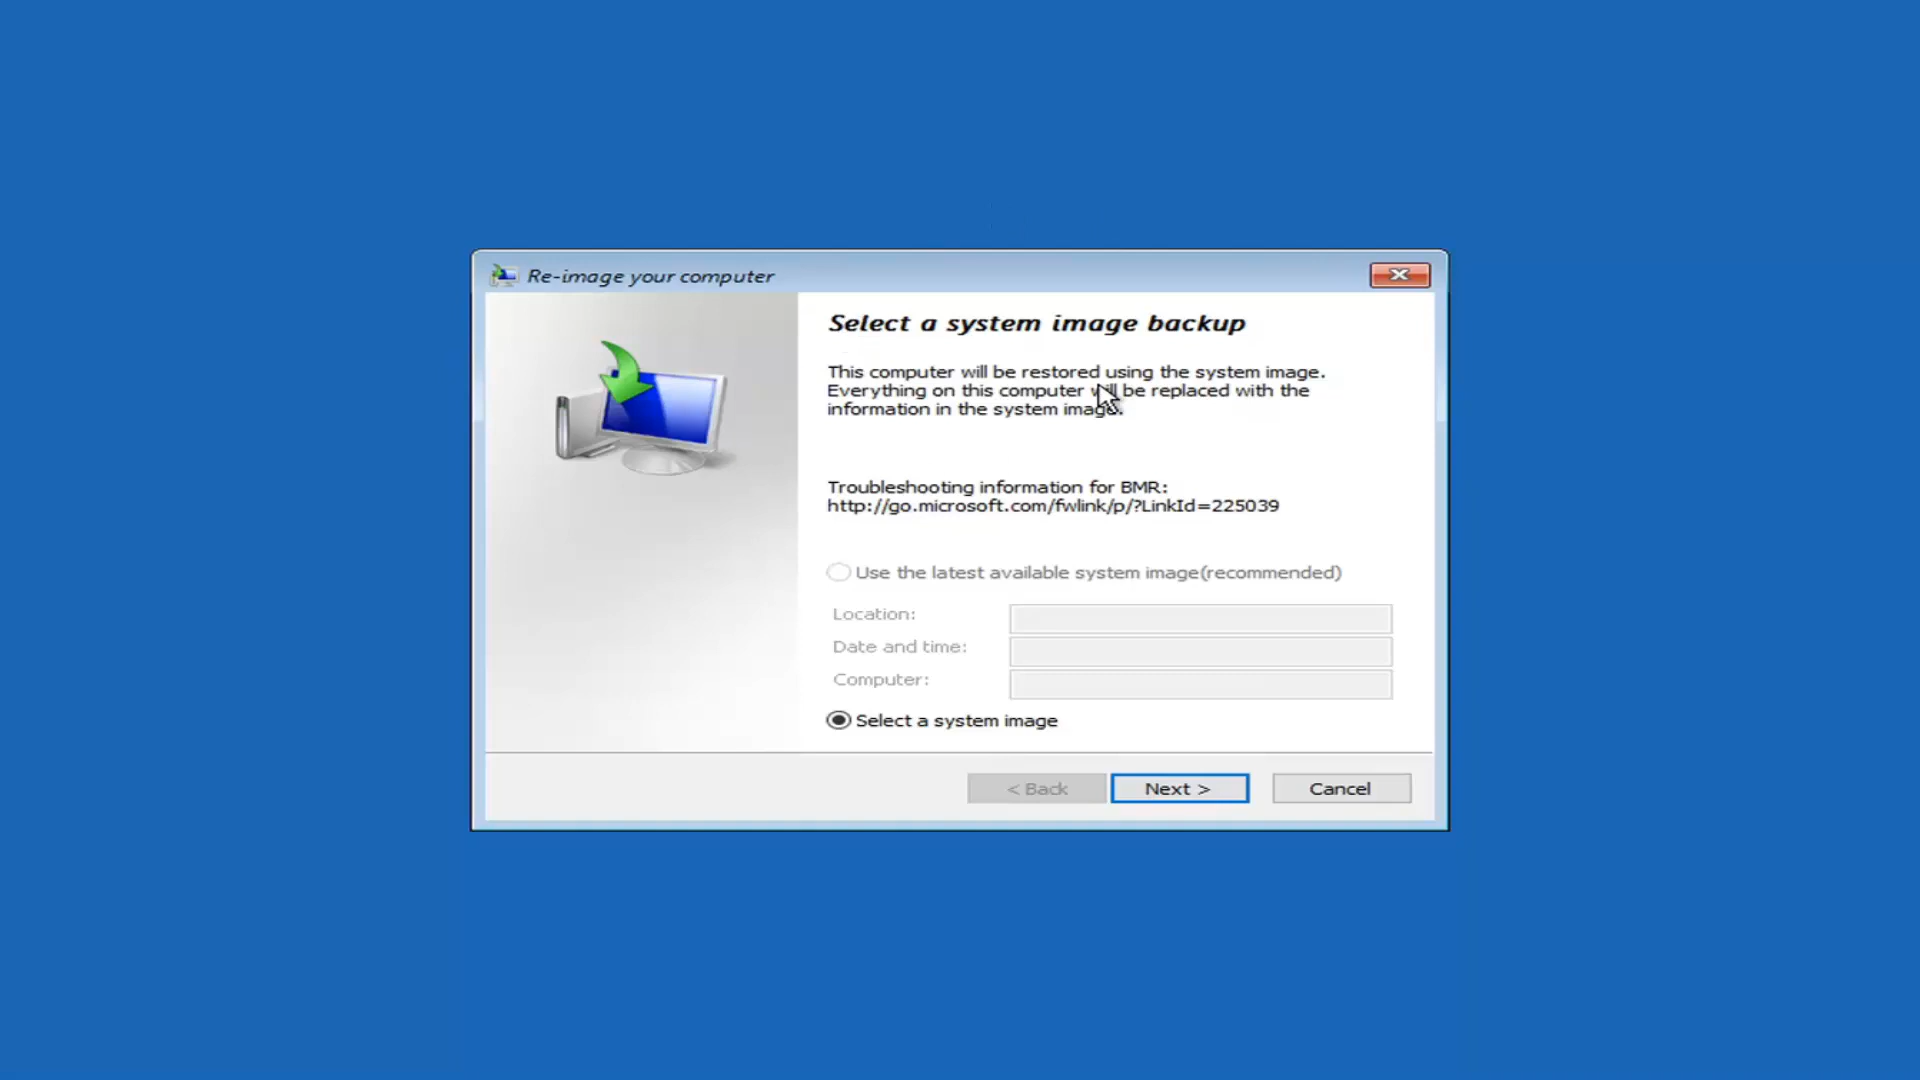 Re-image your computer
Select a system image backup
This computer will be restored using the system image.
Everything on this computer will be replaced with the
information in the system image.
Troubleshooting information for BMR:
http://go.microsoft.com/fwlink/p/?LinkId=225039
Use the latest available system image(recommended)
Location:
Date and time:
Computer:
Select a system image
< Back
Next >
Cancel